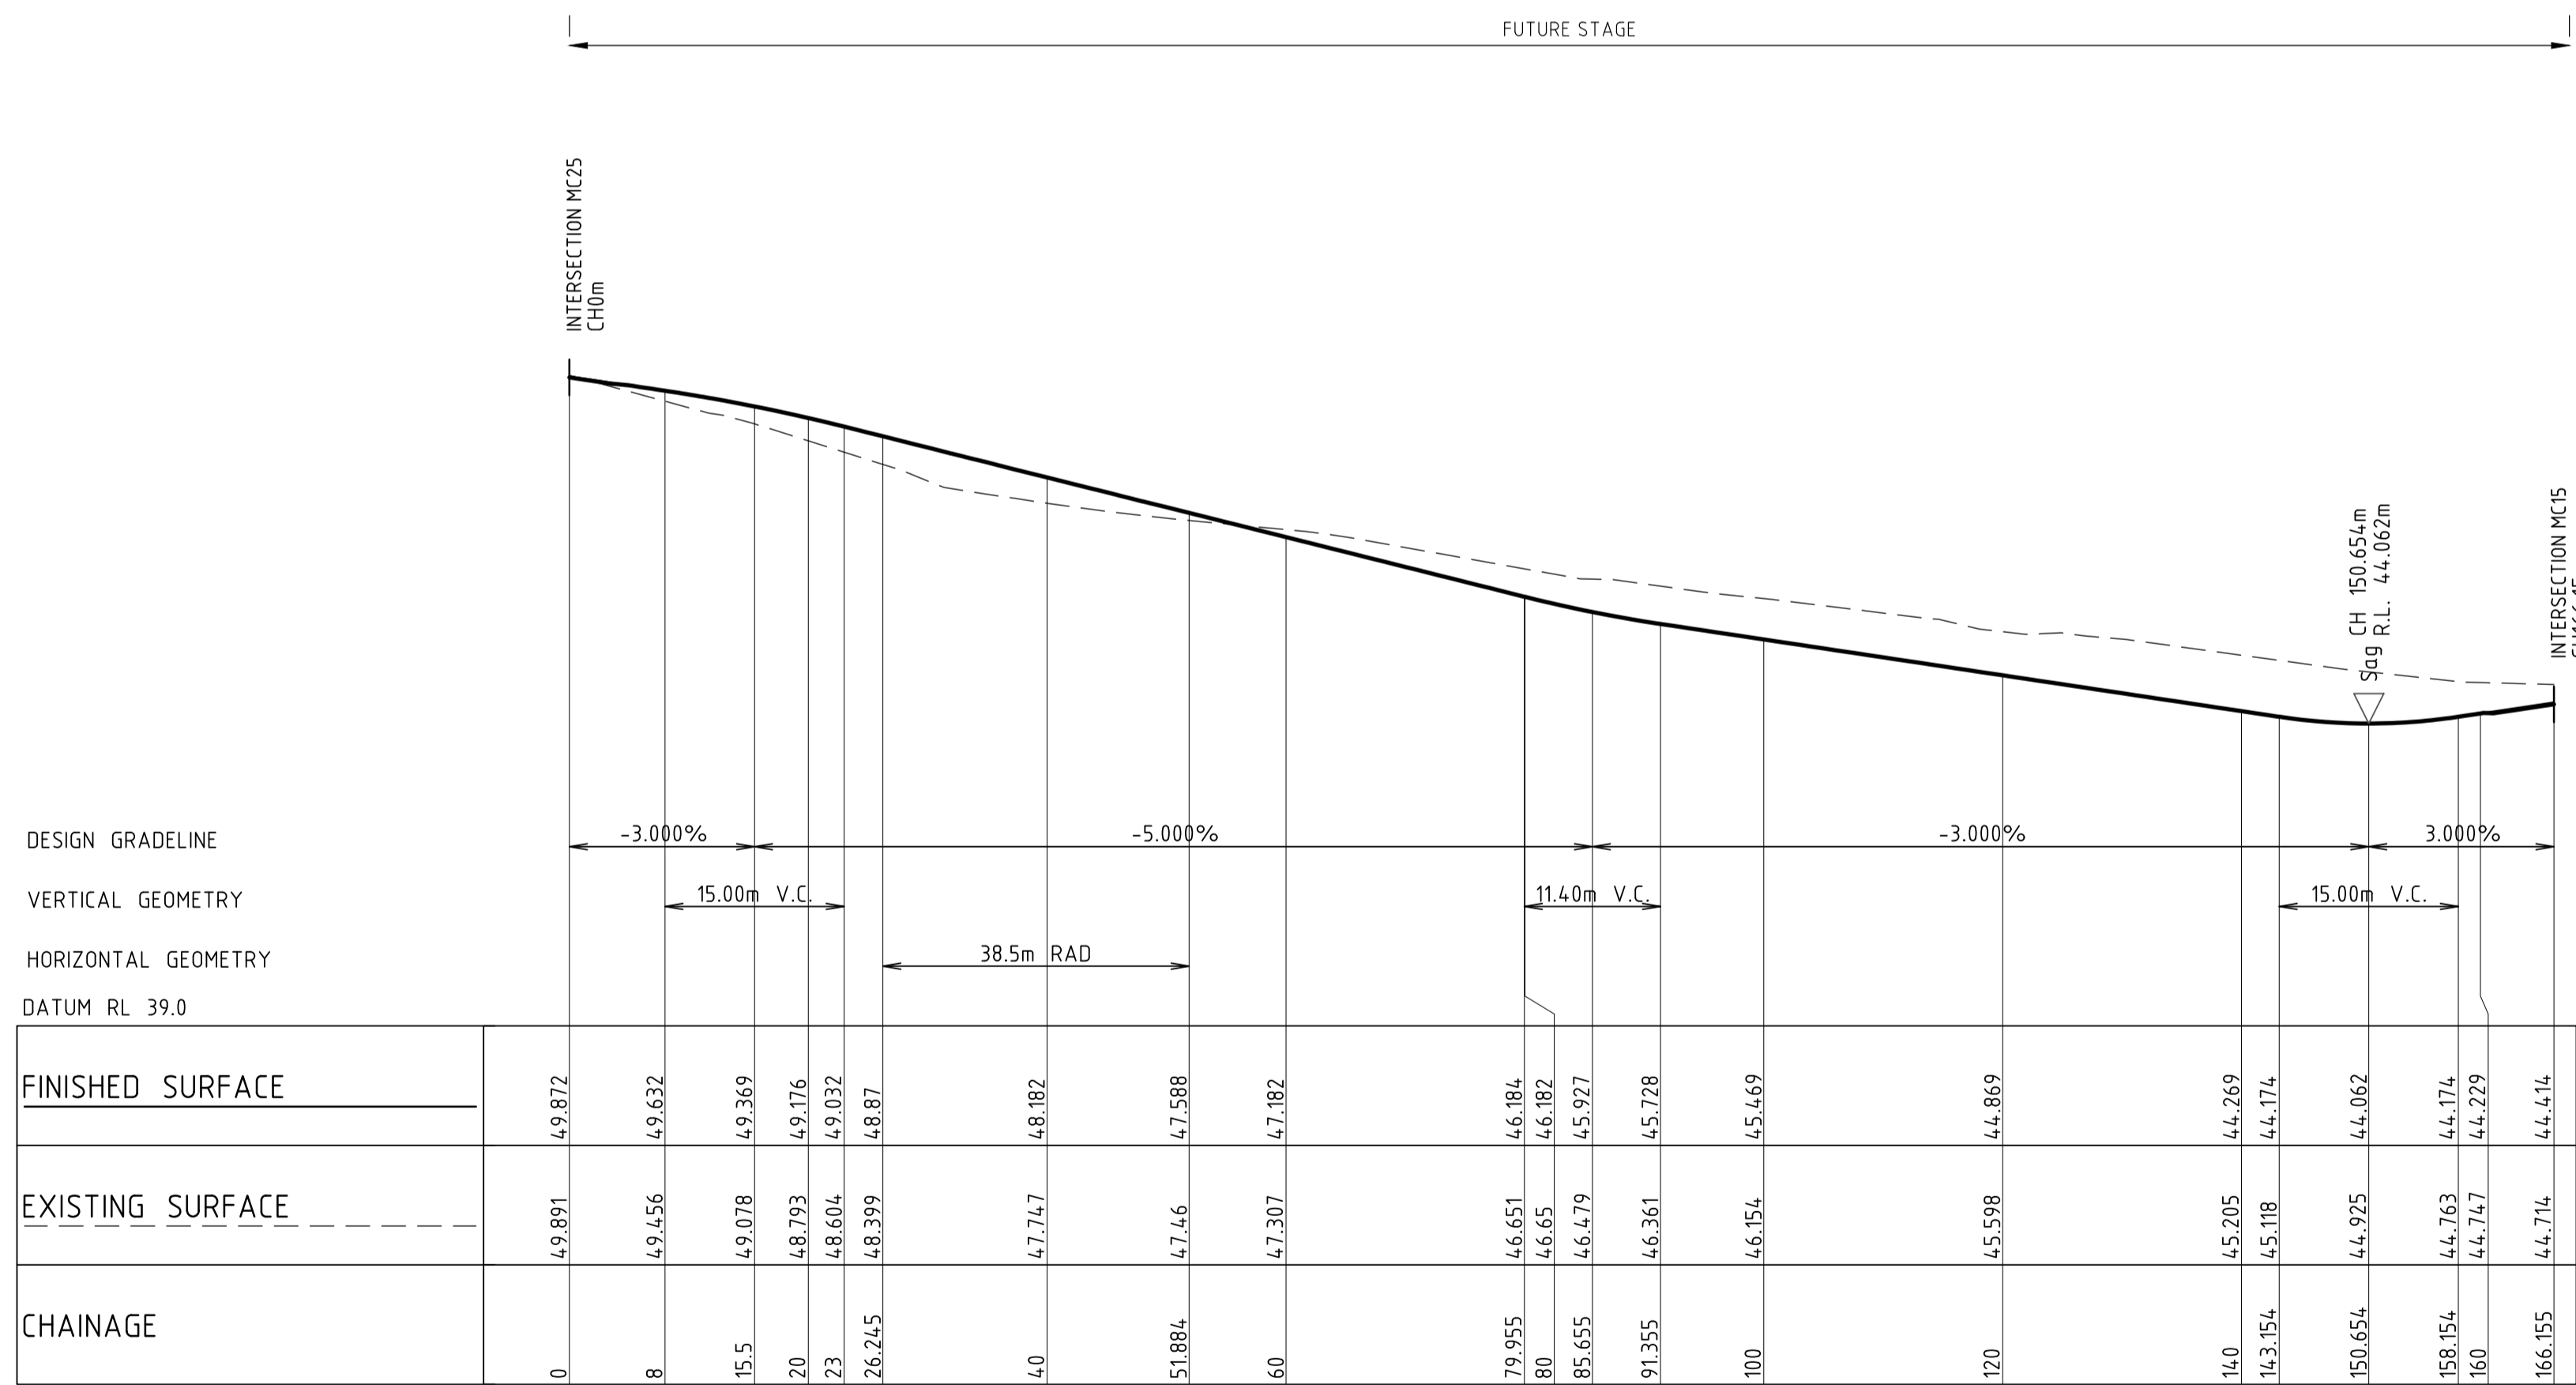 FUTURE STAGE
INTERSECTION MC25
CH0m
INTERSECTION MC15
Sag CH 150.654m
R.L. 44.062m
DESIGN GRADELINE -3.000% -5.000% -3.000% 3.000%
VERTICAL GEOMETRY 15.00m V.C. 11.40m V.C. 15.00m V.C.
HORIZONTAL GEOMETRY 38.5m RAD
DATUM RL 39.0
FINISHED SURFACE 49.872 49.632 49.369 49.176 49.032 48.87 48.182 47.588 47.182 46.184 46.182 45.927 45.728 45.469 44.869 44.269 44.174 44.062 44.174 44.229 44.414
EXISTING SURFACE 49.891 49.456 49.078 48.793 48.604 48.399 47.747 47.46 47.307 46.651 46.65 46.479 46.361 46.154 45.598 45.205 45.118 44.925 44.763 44.747 44.714
CHAINAGE 0 8 15.5 20 23 26.245 40 51.884 60 79.955 80 85.655 91.355 100 120 140 143.154 150.654 158.154 160 166.155